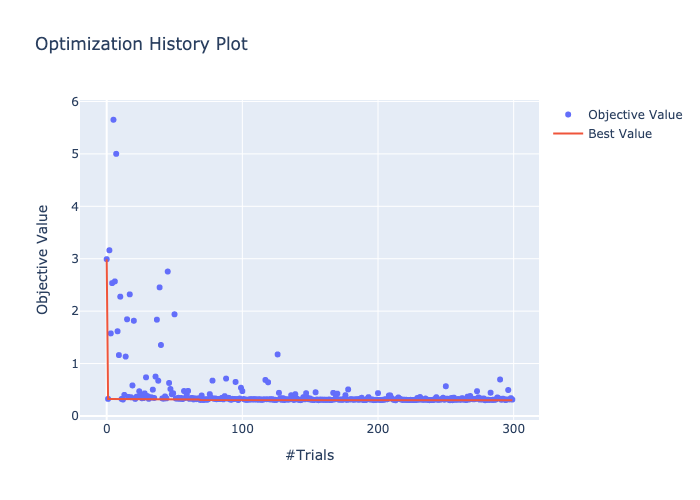 Optimization History Plot
Objective Value
Best Value
6
5
4
3
2
1
0
Objective Value
0
100
200
300
#Trials